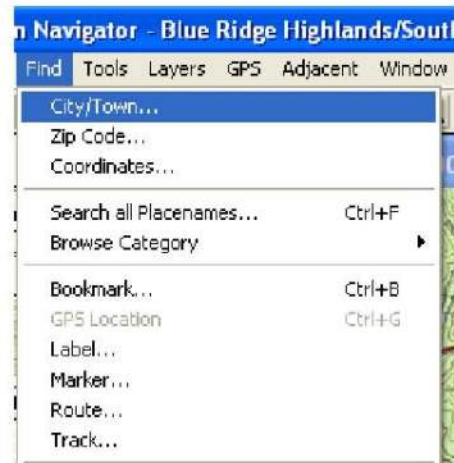 n Navigator - Blue Ridge Highlands/Sout
Find Tools Layers GPS Adjacent Window
City/Town...
Zip Code...
Coordinates...
Search all Placenames... Ctrl+F
Browse Category
Bookmark... Ctrl+B
GPS Location Ctrl+G
Label...
Marker...
Route...
Track...